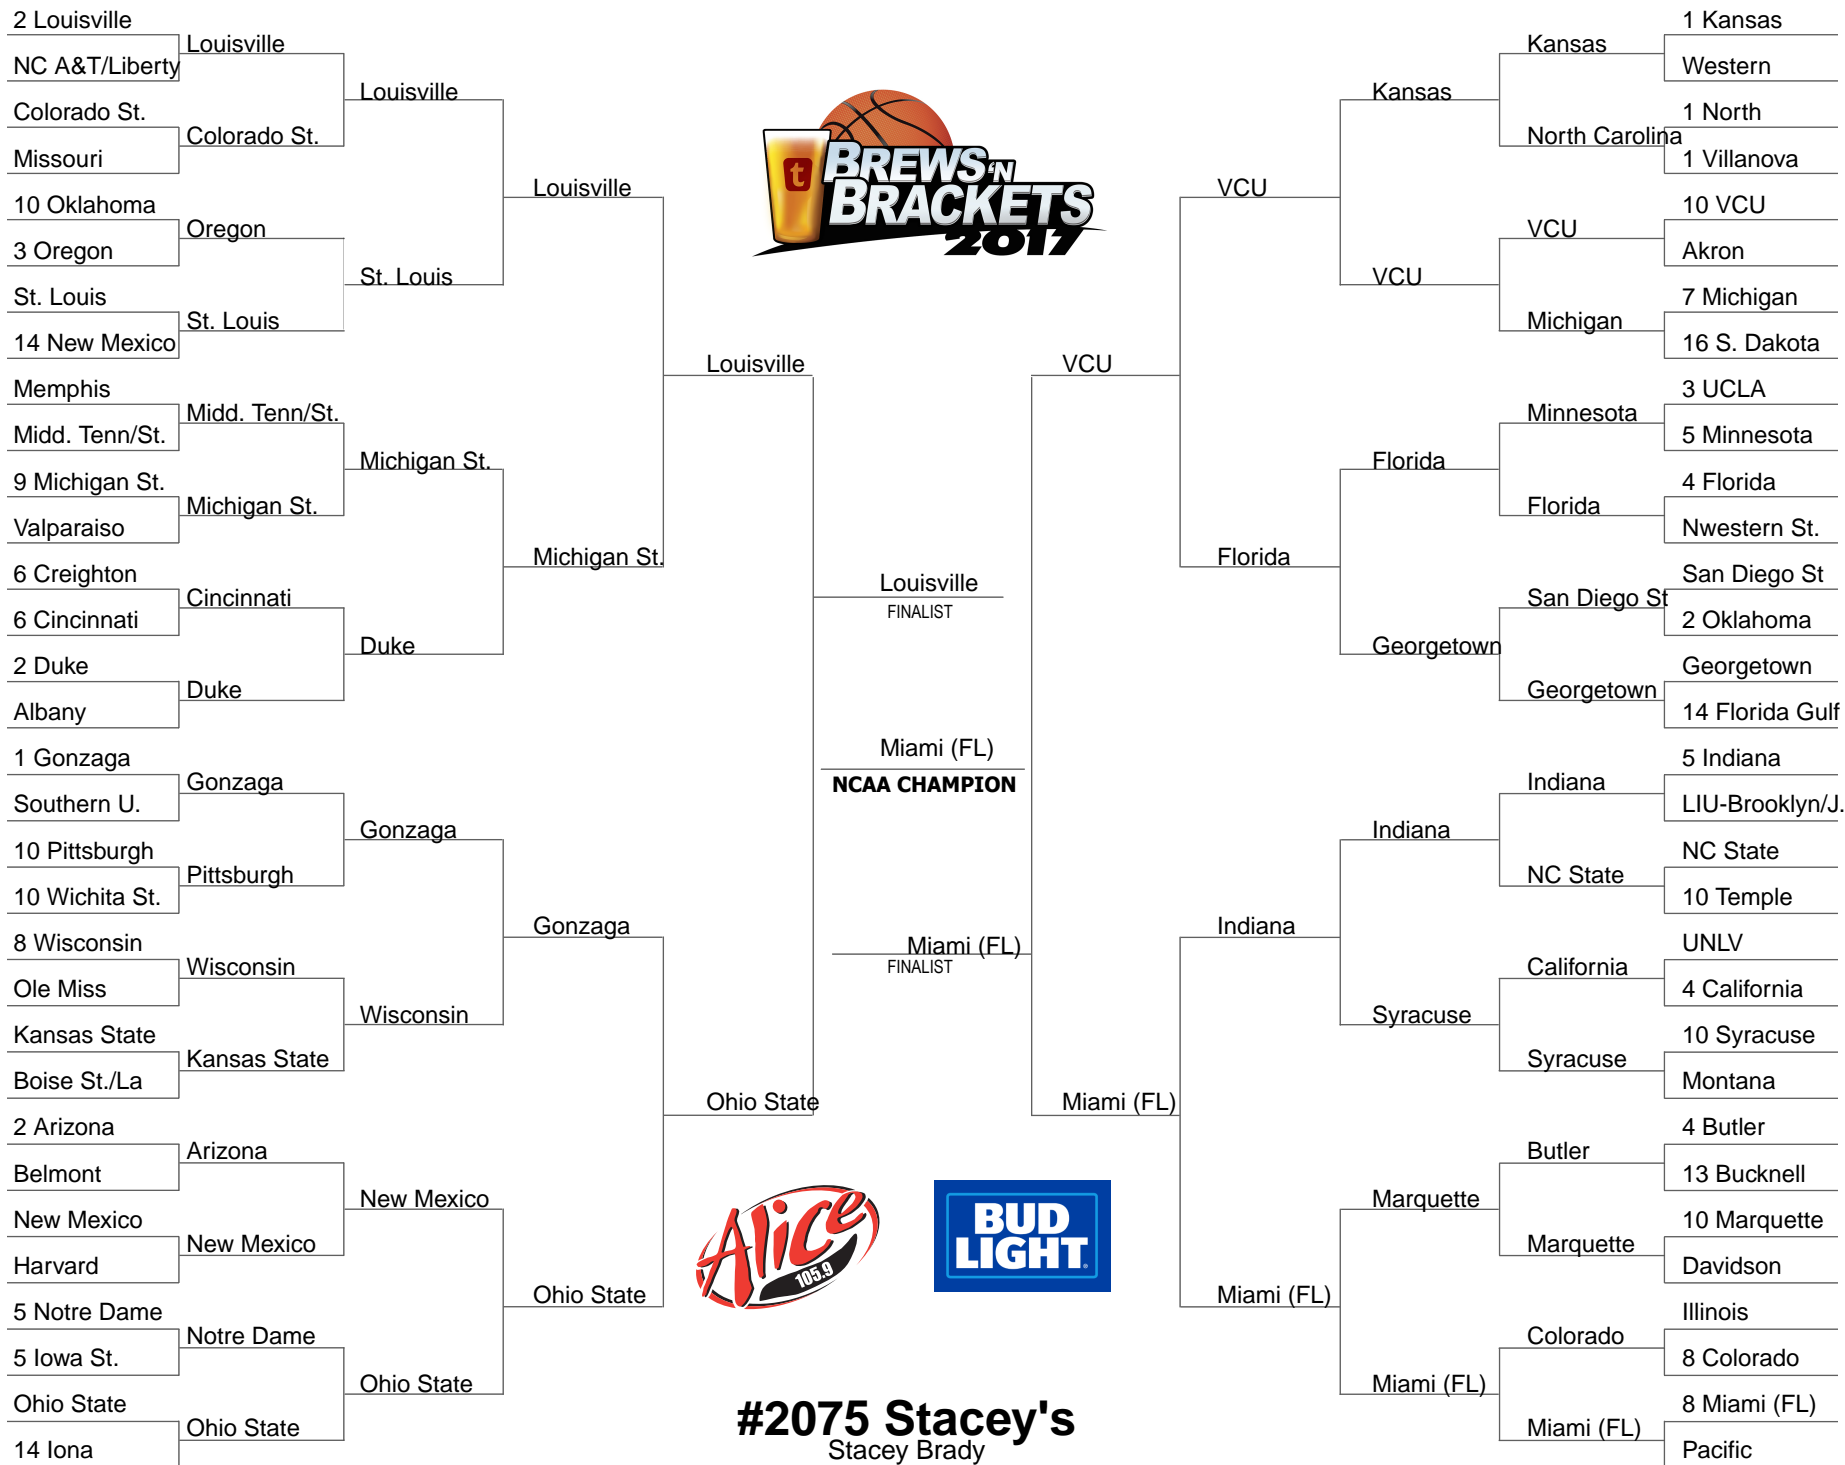 2 Louisville
NC A&T/Liberty
Colorado St.
Missouri
10 Oklahoma
3 Oregon
St. Louis
14 New Mexico
Memphis
Midd. Tenn/St.
9 Michigan St.
Valparaiso
6 Creighton
6 Cincinnati
2 Duke
Albany
1 Gonzaga
Southern U.
10 Pittsburgh
10 Wichita St.
8 Wisconsin
Ole Miss
Kansas State
Boise St./La
2 Arizona
Belmont
New Mexico
Harvard
5 Notre Dame
5 Iowa St.
Ohio State
14 Iona
Louisville
Colorado St.
Oregon
St. Louis
Midd. Tenn/St.
Michigan St.
Cincinnati
Duke
Gonzaga
Pittsburgh
Wisconsin
Kansas State
Arizona
New Mexico
Notre Dame
Ohio State
Louisville
St. Louis
Michigan St.
Duke
Gonzaga
Wisconsin
New Mexico
Ohio State
Louisville
Michigan St.
Gonzaga
Ohio State
Louisville
Ohio State
t
BREWS 'N
BRACKETS
2017
Louisville
FINALIST
Miami (FL)
NCAA CHAMPION
Miami (FL)
FINALIST
Alice
105.9
BUD
LIGHT
#2075 Stacey's
Stacey Brady
VCU
Miami (FL)
VCU
Florida
Indiana
Miami (FL)
Kansas
VCU
Florida
Georgetown
Indiana
Syracuse
Marquette
Miami (FL)
Kansas
North Carolina
VCU
Michigan
Minnesota
Florida
San Diego St
Georgetown
Indiana
NC State
California
Syracuse
Butler
Marquette
Colorado
Miami (FL)
1 Kansas
Western
1 North
1 Villanova
10 VCU
Akron
7 Michigan
16 S. Dakota
3 UCLA
5 Minnesota
4 Florida
Nwestern St.
San Diego St
2 Oklahoma
Georgetown
14 Florida Gulf
5 Indiana
LIU-Brooklyn/J.
NC State
10 Temple
UNLV
4 California
10 Syracuse
Montana
4 Butler
13 Bucknell
10 Marquette
Davidson
Illinois
8 Colorado
8 Miami (FL)
Pacific